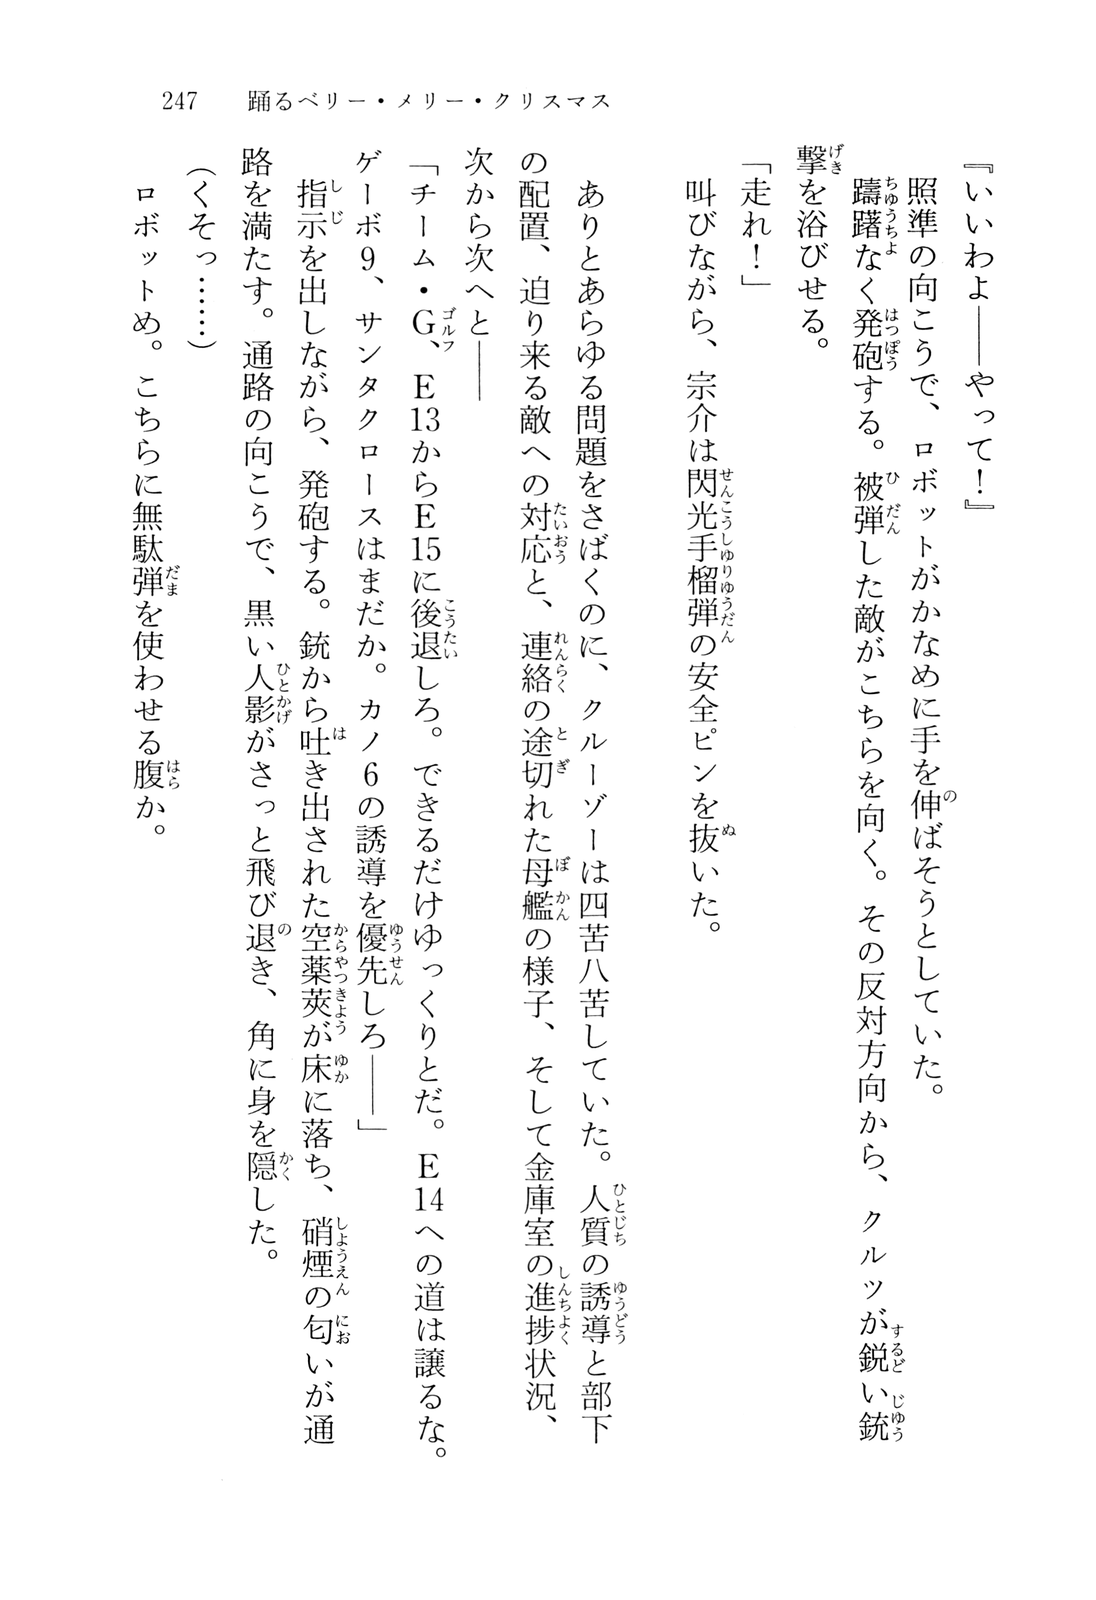 247 踊るベリー・メリー・クリスマス
『いいわよ――やって！』
照準の向こうで、ロボットがかなめに手を伸ばそうとしていた。
躊躇なく発砲する。被弾した敵がこちらを向く。その反対方向から、クルツが鋭い銃
撃を浴びせる。
「走れ！」
叫びながら、宗介は閃光手榴弾の安全ピンを抜いた。
ありとあらゆる問題をさばくのに、クルーゾーは四苦八苦していた。人質の誘導と部下
の配置、迫り来る敵への対応と、連絡の途切れた母艦の様子、そして金庫室の進捗状況、
次から次へと――
「チーム・G、E13からE15に後退しろ。できるだけゆっくりとだ。E14への道は譲るな。
ゲーボ9、サンタクロースはまだか。カノ6の誘導を優先しろ――」
指示を出しながら、発砲する。銃から吐き出された空薬莢が床に落ち、硝煙の匂いが通
路を満たす。通路の向こうで、黒い人影がさっと飛び退き、角に身を隠した。
（くそっ……）
ロボットめ。こちらに無駄弾を使わせる腹か。